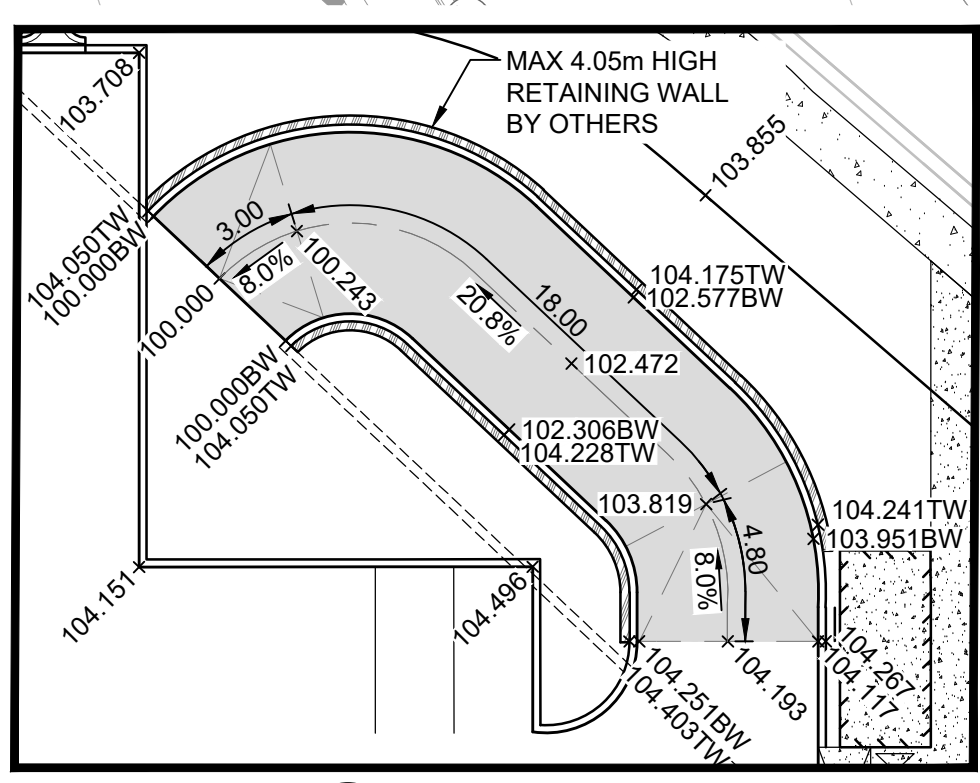 MAX 4.05m HIGH
RETAINING WALL
BY OTHERS
103.708
103.855
104.050TW
100.000BW
3.00
8.0%
100.243
100.000
104.175TW
102.577BW
18.00
20.8%
102.472
100.000BW
104.050TW
102.306BW
104.228TW
103.819
104.241TW
103.951BW
4.80
8.0%
104.151
104.496
104.251BW
104.403TW
104.193
104.267
104.117